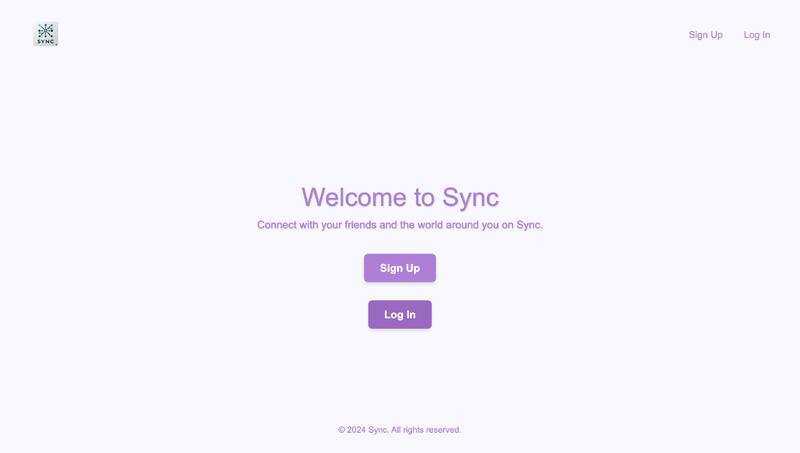 SYNC
Sign Up
Log In
Welcome to Sync
Connect with your friends and the world around you on Sync.
Sign Up
Log In
© 2024 Sync. All rights reserved.